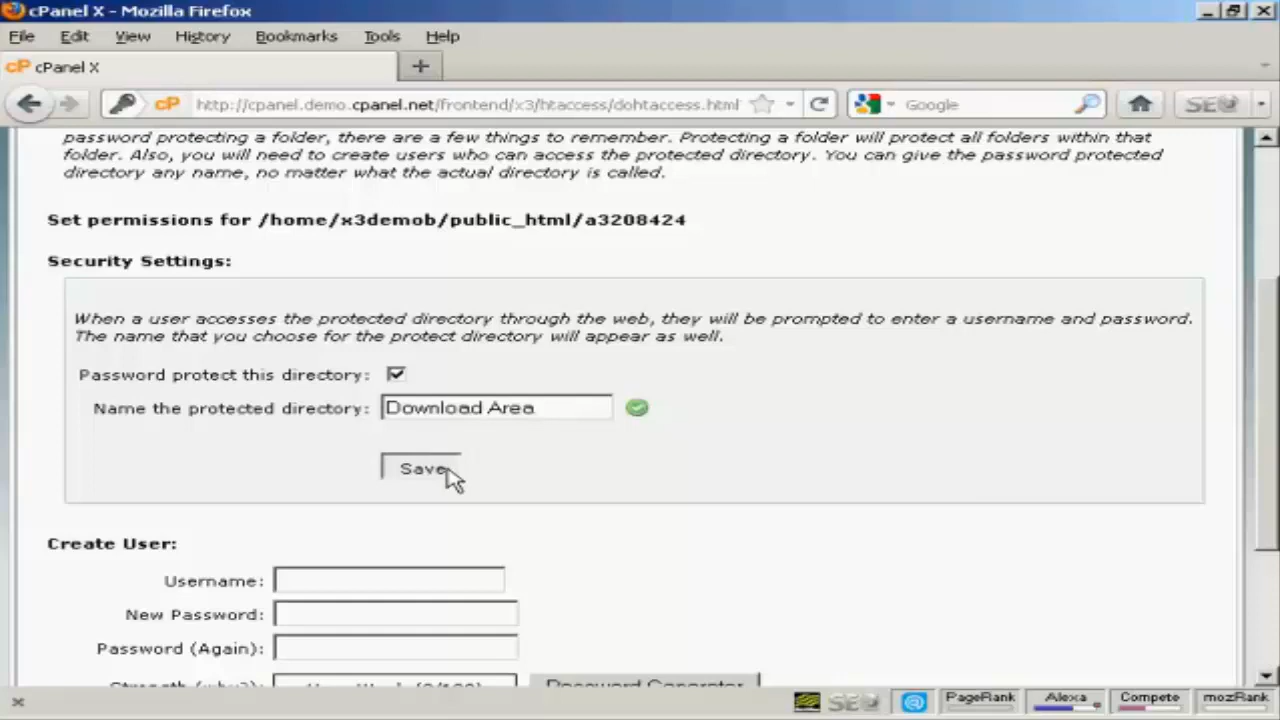 cPanel X - Mozilla Firefox
File Edit View History Bookmarks Tools Help
cP cPanel X
cP http://cpanel.demo.cpanel.net/frontend/x3/htaccess/dohtaccess.html Google SEO
password protecting a folder, there are a few things to remember. Protecting a folder will protect all folders within that
folder. Also, you will need to create users who can access the protected directory. You can give the password protected
directory any name, no matter what the actual directory is called.
Set permissions for /home/x3demob/public_html/a3208424
Security Settings:
When a user accesses the protected directory through the web, they will be prompted to enter a username and password.
The name that you choose for the protect directory will appear as well.
Password protect this directory:
Name the protected directory: Download Area
Save
Create User:
Username:
New Password:
Password (Again):
Strength (why?): Password Generator
SEO PageRank Alexa Compete mozRank